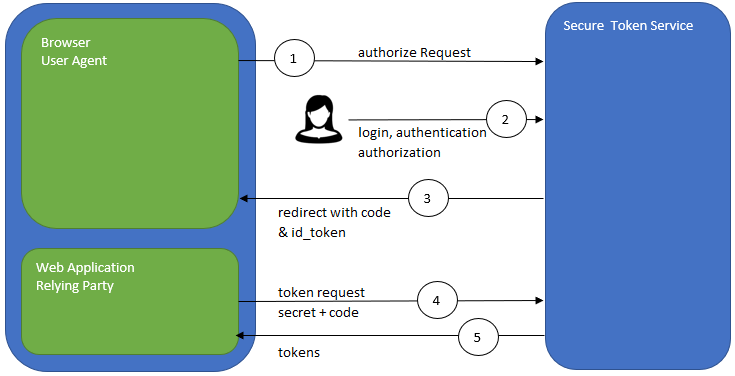 Browser
User Agent
Secure  Token Service
1
authorize Request
2
login, authentication
authorization
3
redirect with code
& id_token
Web Application
Relying Party
token request
4
secret + code
5
tokens